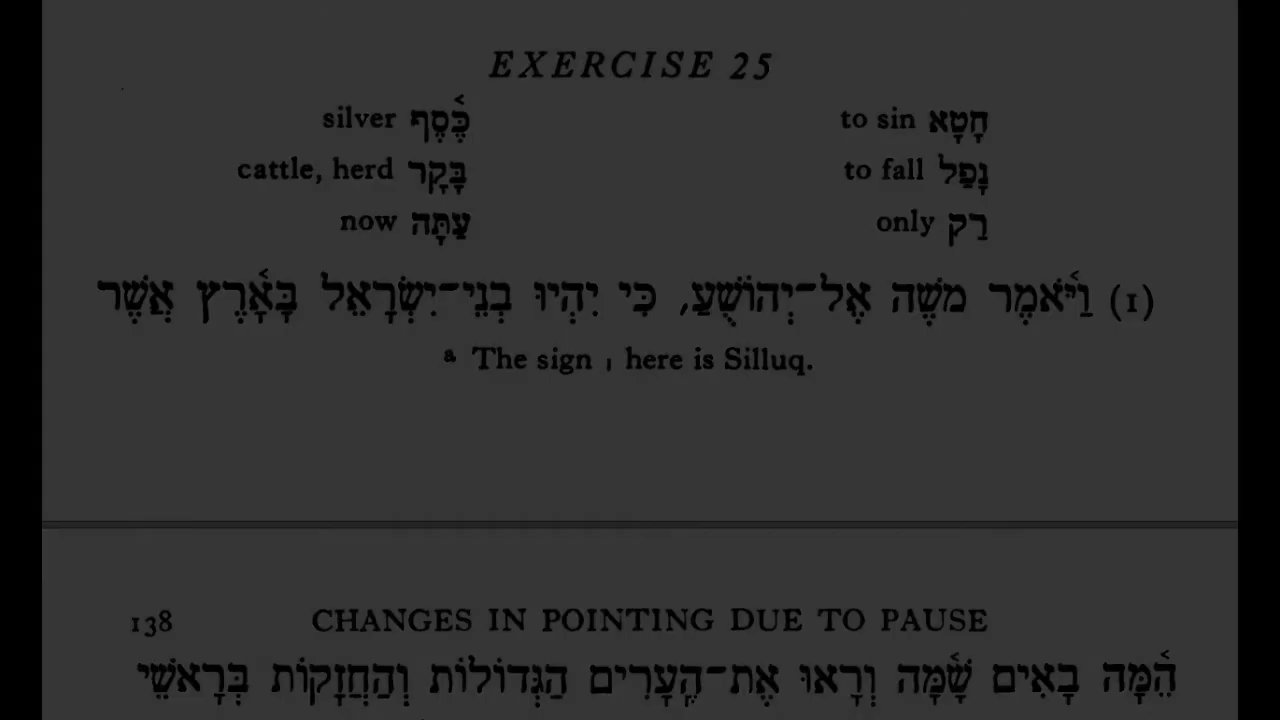 EXERCISE 25
silver כֶּ֫סֶף to sin חָטָא
cattle, herd בָּקָר to fall נָפַל
now עַתָּה only רַק
(1) וַיֹּ֫אמֶר משֶׁה אֶל־יְהוֹשֻׁעַ, כִּי יִהְיוּ בְנֵי־יִשְׂרָאֵל בָּאָ֫רֶץ אֲשֶׁר
a The sign ֽ here is Silluq.
138 CHANGES IN POINTING DUE TO PAUSE
הֵ֫מָּה בָאִים שָׁ֫מָּה וְרָאוּ אֶת־הֶֽעָרִים הַגְּדוֹלוֹת וְהַחֲזָקוֹת בְּרָאשֵׁי